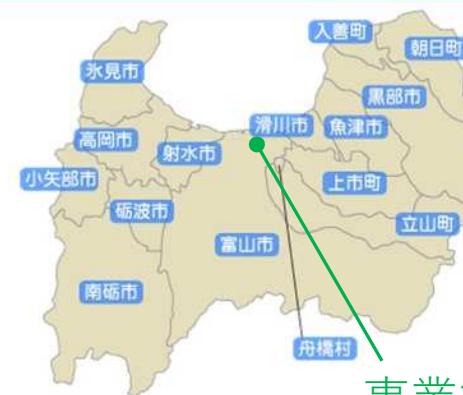 入善町
朝日町
氷見市
黒部市
滑川市
魚津市
高岡市
射水市
小矢部市
上市町
砺波市
立山町
富山市
南砺市
舟橋村